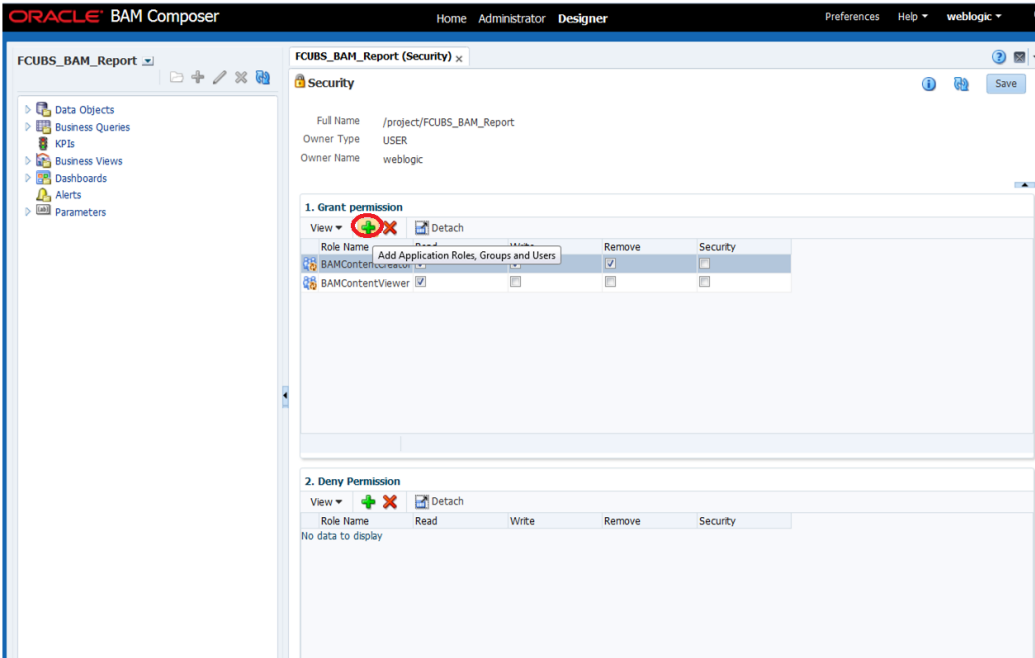 ORACLE BAM Composer
Home Administrator Designer
Preferences Help weblogic
FCUBS_BAM_Report
Data Objects
Business Queries
KPIs
Business Views
Dashboards
Alerts
Parameters
FCUBS_BAM_Report (Security)
Security
Save
Full Name /project/FCUBS_BAM_Report
Owner Type USER
Owner Name weblogic
1. Grant permission
View Detach
Role Name Read Write Remove Security
Add Application Roles, Groups and Users
BAMContentCreator
BAMContentViewer
2. Deny Permission
View Detach
Role Name Read Write Remove Security
No data to display